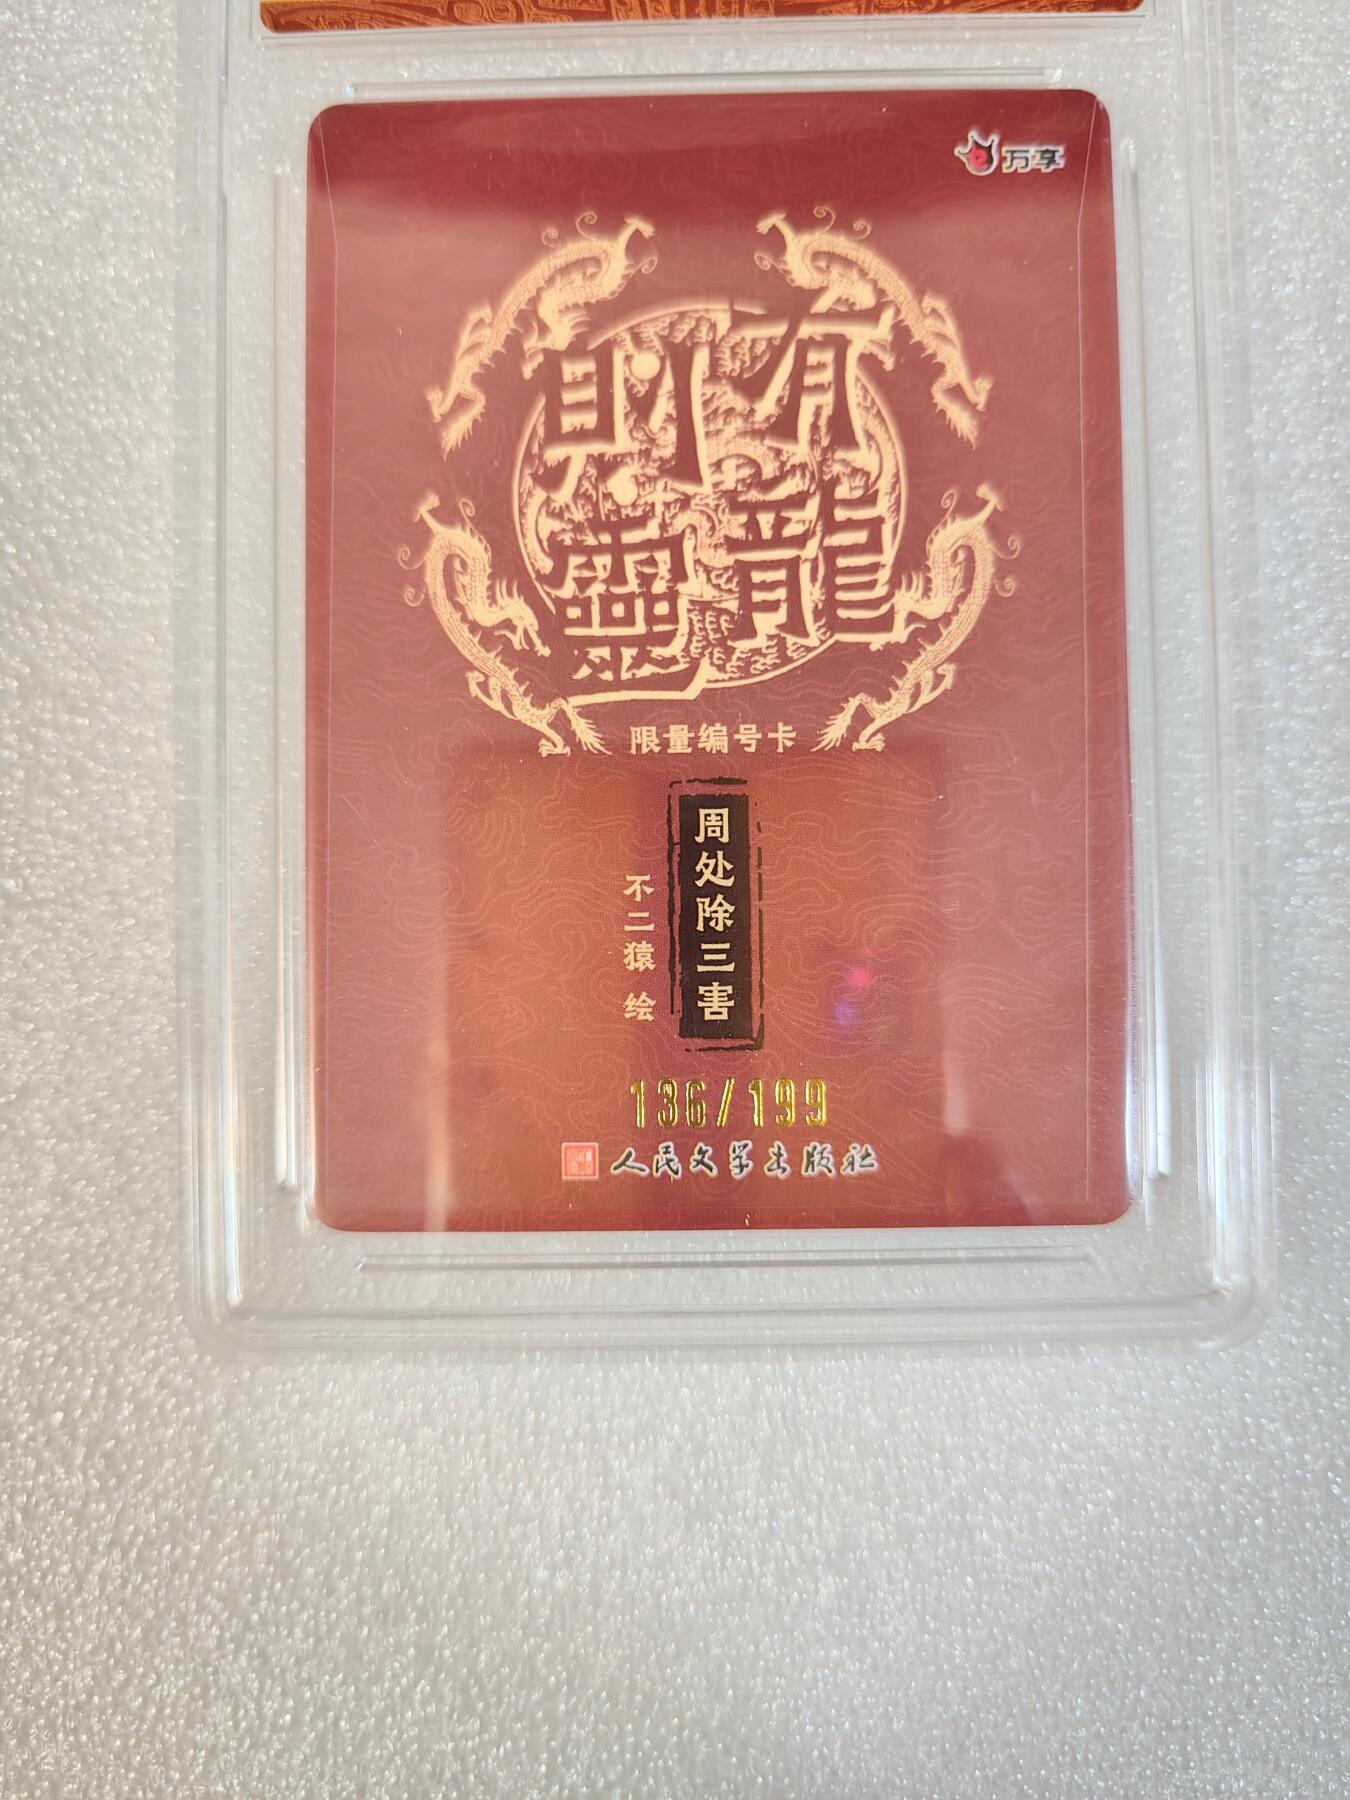 万享
有龍
則靈
限量编号卡
周处除三害
不二猿 绘
136/199
人民文学出版社